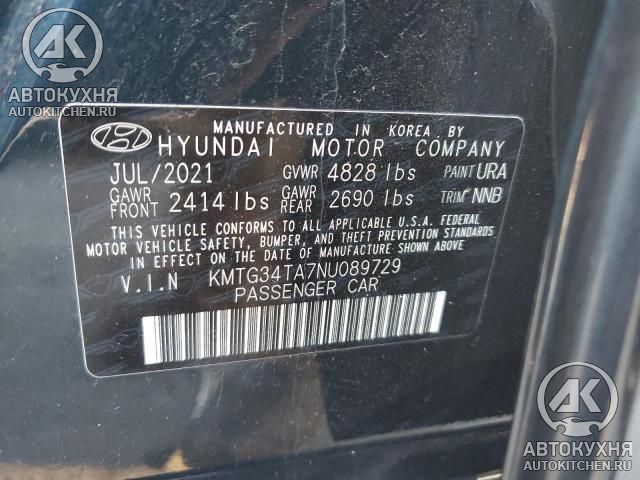 АК
АВТОКУХНЯ
AUTOKITCHEN.RU
MANUFACTURED IN KOREA BY
HYUNDAI MOTOR COMPANY
JUL/2021 GVWR 4828 lbs PAINT URA
GAWR FRONT 2414 lbs GAWR REAR 2690 lbs TRIM NNB
THIS VEHICLE CONFORMS TO ALL APPLICABLE U.S.A. FEDERAL
MOTOR VEHICLE SAFETY, BUMPER, AND THEFT PREVENTION STANDARDS
IN EFFECT ON THE DATE OF MANUFACTURE SHOWN ABOVE.
V.I.N KMTG34TA7NU089729
PASSENGER CAR
АК
АВТОКУХНЯ
AUTOKITCHEN.RU